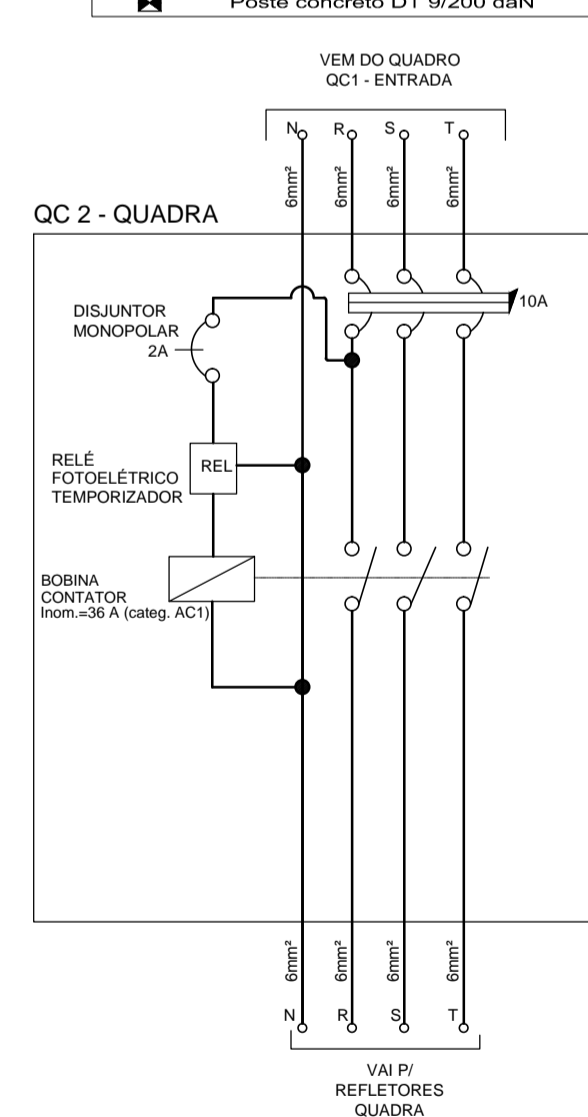 Poste concreto DT 9/200 daN
VEM DO QUADRO
QC1 - ENTRADA
N R S T
6mm² 6mm² 6mm² 6mm²
QC 2 - QUADRA
10A
DISJUNTOR
MONOPOLAR
2A
RELÉ
FOTOELÉTRICO
TEMPORIZADOR
REL
BOBINA
CONTATOR
Inom.=36 A (categ. AC1)
6mm² 6mm² 6mm² 6mm²
N R S T
VAI P/
REFLETORES
QUADRA